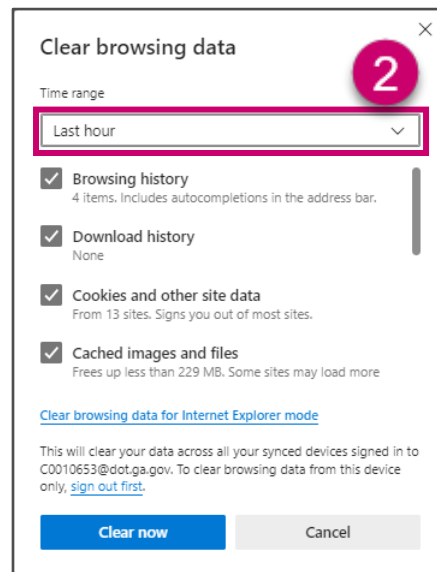 Clear browsing data
2
Time range
Last hour
Browsing history
4 items. Includes autocompletions in the address bar.
Download history
None
Cookies and other site data
From 13 sites. Signs you out of most sites.
Cached images and files
Frees up less than 229 MB. Some sites may load more
Clear browsing data for Internet Explorer mode
This will clear your data across all your synced devices signed in to
C0010653@dot.ga.gov. To clear browsing data from this device
only, sign out first.
Clear now
Cancel